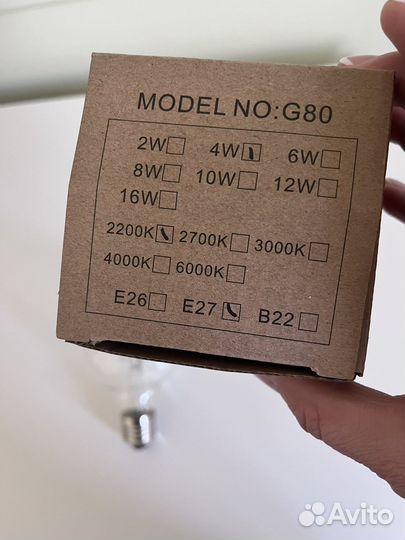 MODEL NO:G80
2W 4W 6W
8W 10W 12W
16W
2200K 2700K 3000K
4000K 6000K
E26 E27 B22
Avito